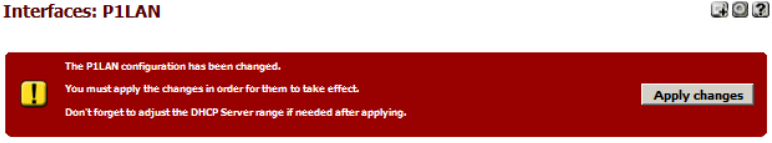 Interfaces: P1LAN
The P1LAN configuration has been changed.
You must apply the changes in order for them to take effect.
Don't forget to adjust the DHCP Server range if needed after applying.
Apply changes